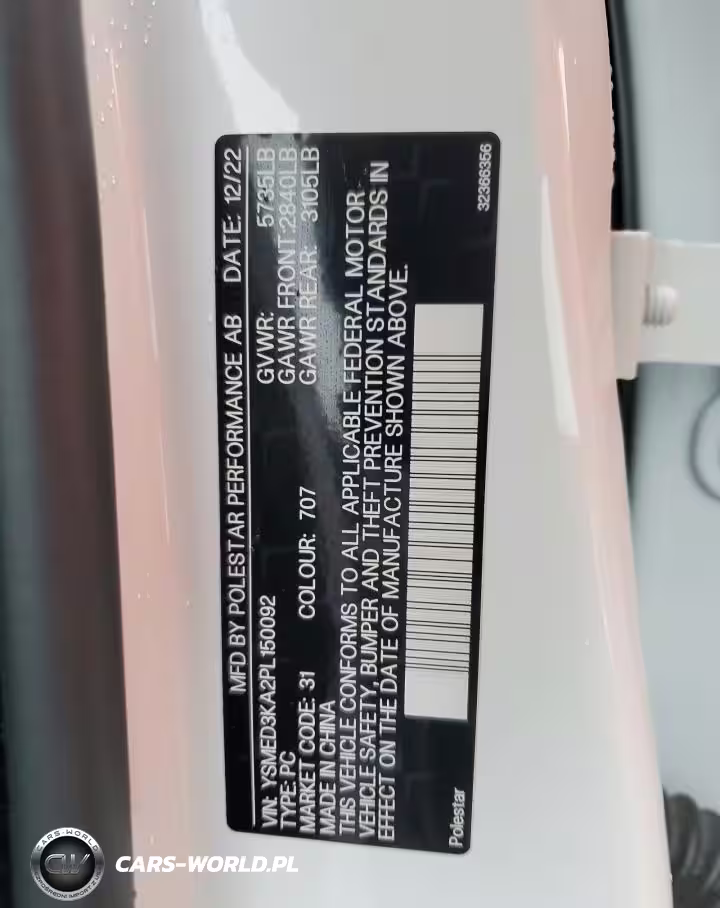 MFD BY POLESTAR PERFORMANCE AB DATE: 12/22
VIN: YSMED3KA2PL150092 GVWR: 5735LB
TYPE: PC GAWR FRONT: 2840LB
MARKET CODE: 31 COLOUR: 707 GAWR REAR: 3105LB
MADE IN CHINA
THIS VEHICLE CONFORMS TO ALL APPLICABLE FEDERAL MOTOR
VEHICLE SAFETY, BUMPER AND THEFT PREVENTION STANDARDS IN
EFFECT ON THE DATE OF MANUFACTURE SHOWN ABOVE.
Polestar 32366356
CARS-WORLD
CW
CARS-WORLD.PL